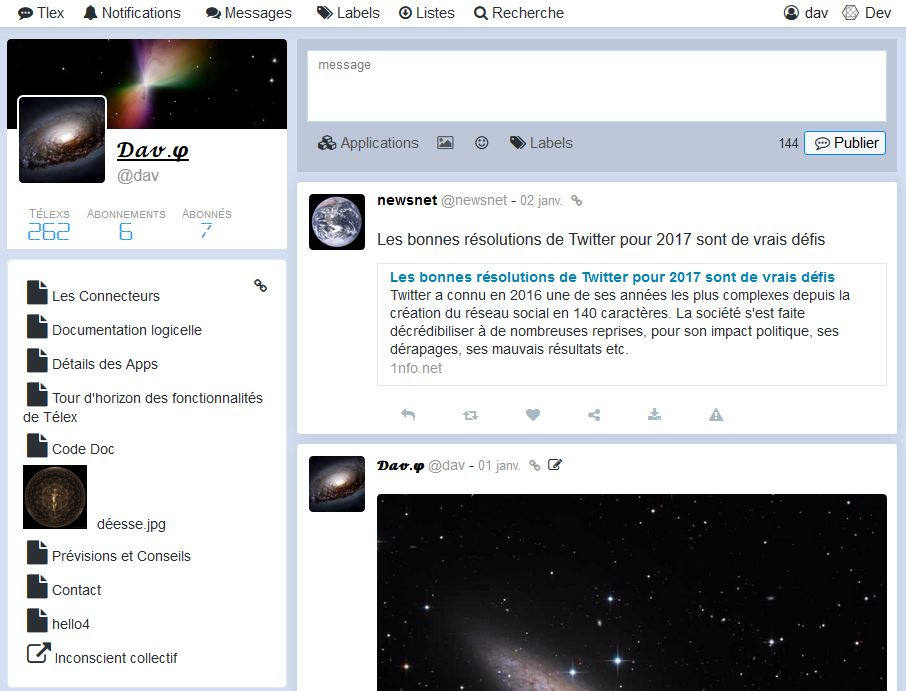 Tlex Notifications Messages Labels Listes Recherche dav Dev
𝓓𝓪𝓿.φ
@dav
Télexs Abonnements Abonnés
262 6 7
Les Connecteurs
Documentation logicelle
Détails des Apps
Tour d'horizon des fonctionnalités
de Télex
Code Doc
déesse.jpg
Prévisions et Conseils
Contact
hello4
Inconscient collectif
message
Applications Labels 144 Publier
newsnet @newsnet - 02 janv.
Les bonnes résolutions de Twitter pour 2017 sont de vrais défis
Les bonnes résolutions de Twitter pour 2017 sont de vrais défis
Twitter a connu en 2016 une de ses années les plus complexes depuis la
création du réseau social en 140 caractères. La société s'est faite
décrédibiliser à de nombreuses reprises, pour son impact politique, ses
dérapages, ses mauvais résultats etc.
1nfo.net
𝓓𝓪𝓿.φ @dav - 01 janv.